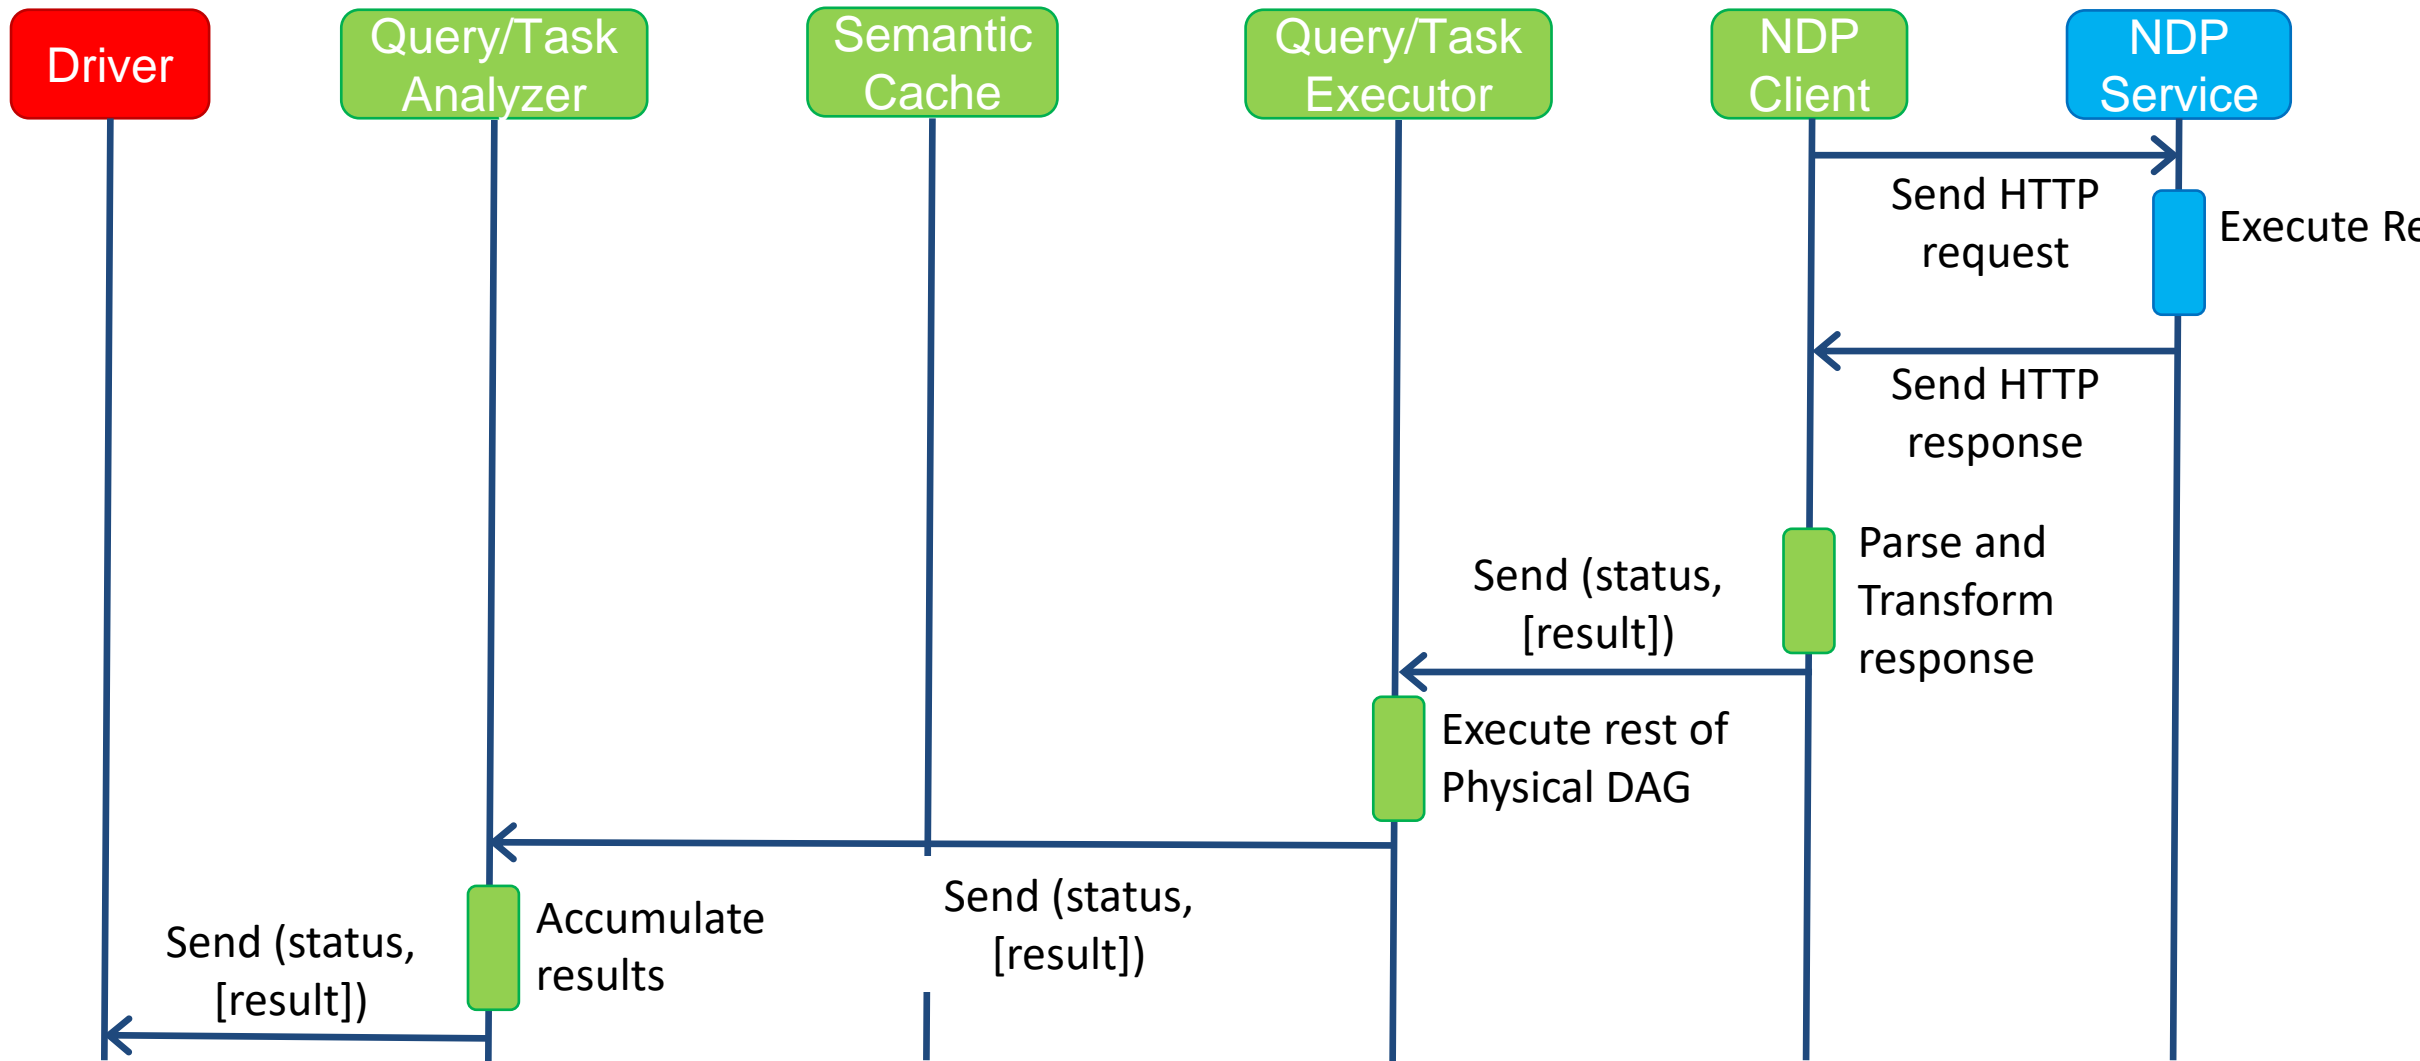 Driver
Query/Task
Analyzer
Semantic
Cache
Query/Task
Executor
NDP
Client
NDP
Service
Send HTTP
request
Execute
Send HTTP
response
Parse and
Transform
response
Send (status,
[result])
Execute rest of
Physical DAG
Send (status,
[result])
Accumulate
results
Send (status,
[result])